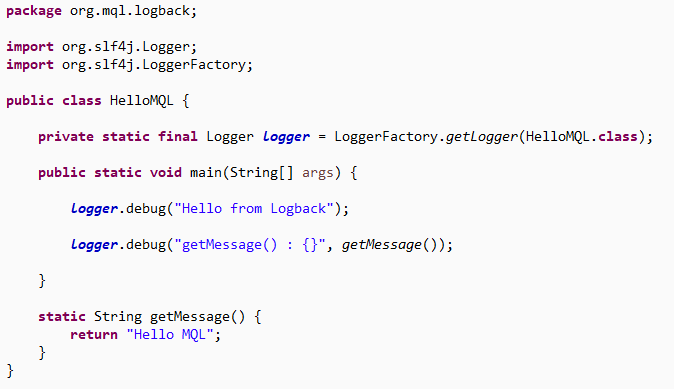 package org.mql.logback;
import org.slf4j.Logger;
import org.slf4j.LoggerFactory;
public class HelloMQL {
private static final Logger logger = LoggerFactory.getLogger(HelloMQL.class);
public static void main(String[] args) {
logger.debug("Hello from Logback");
logger.debug("getMessage() : {}", getMessage());
}
static String getMessage() {
return "Hello MQL";
}
}